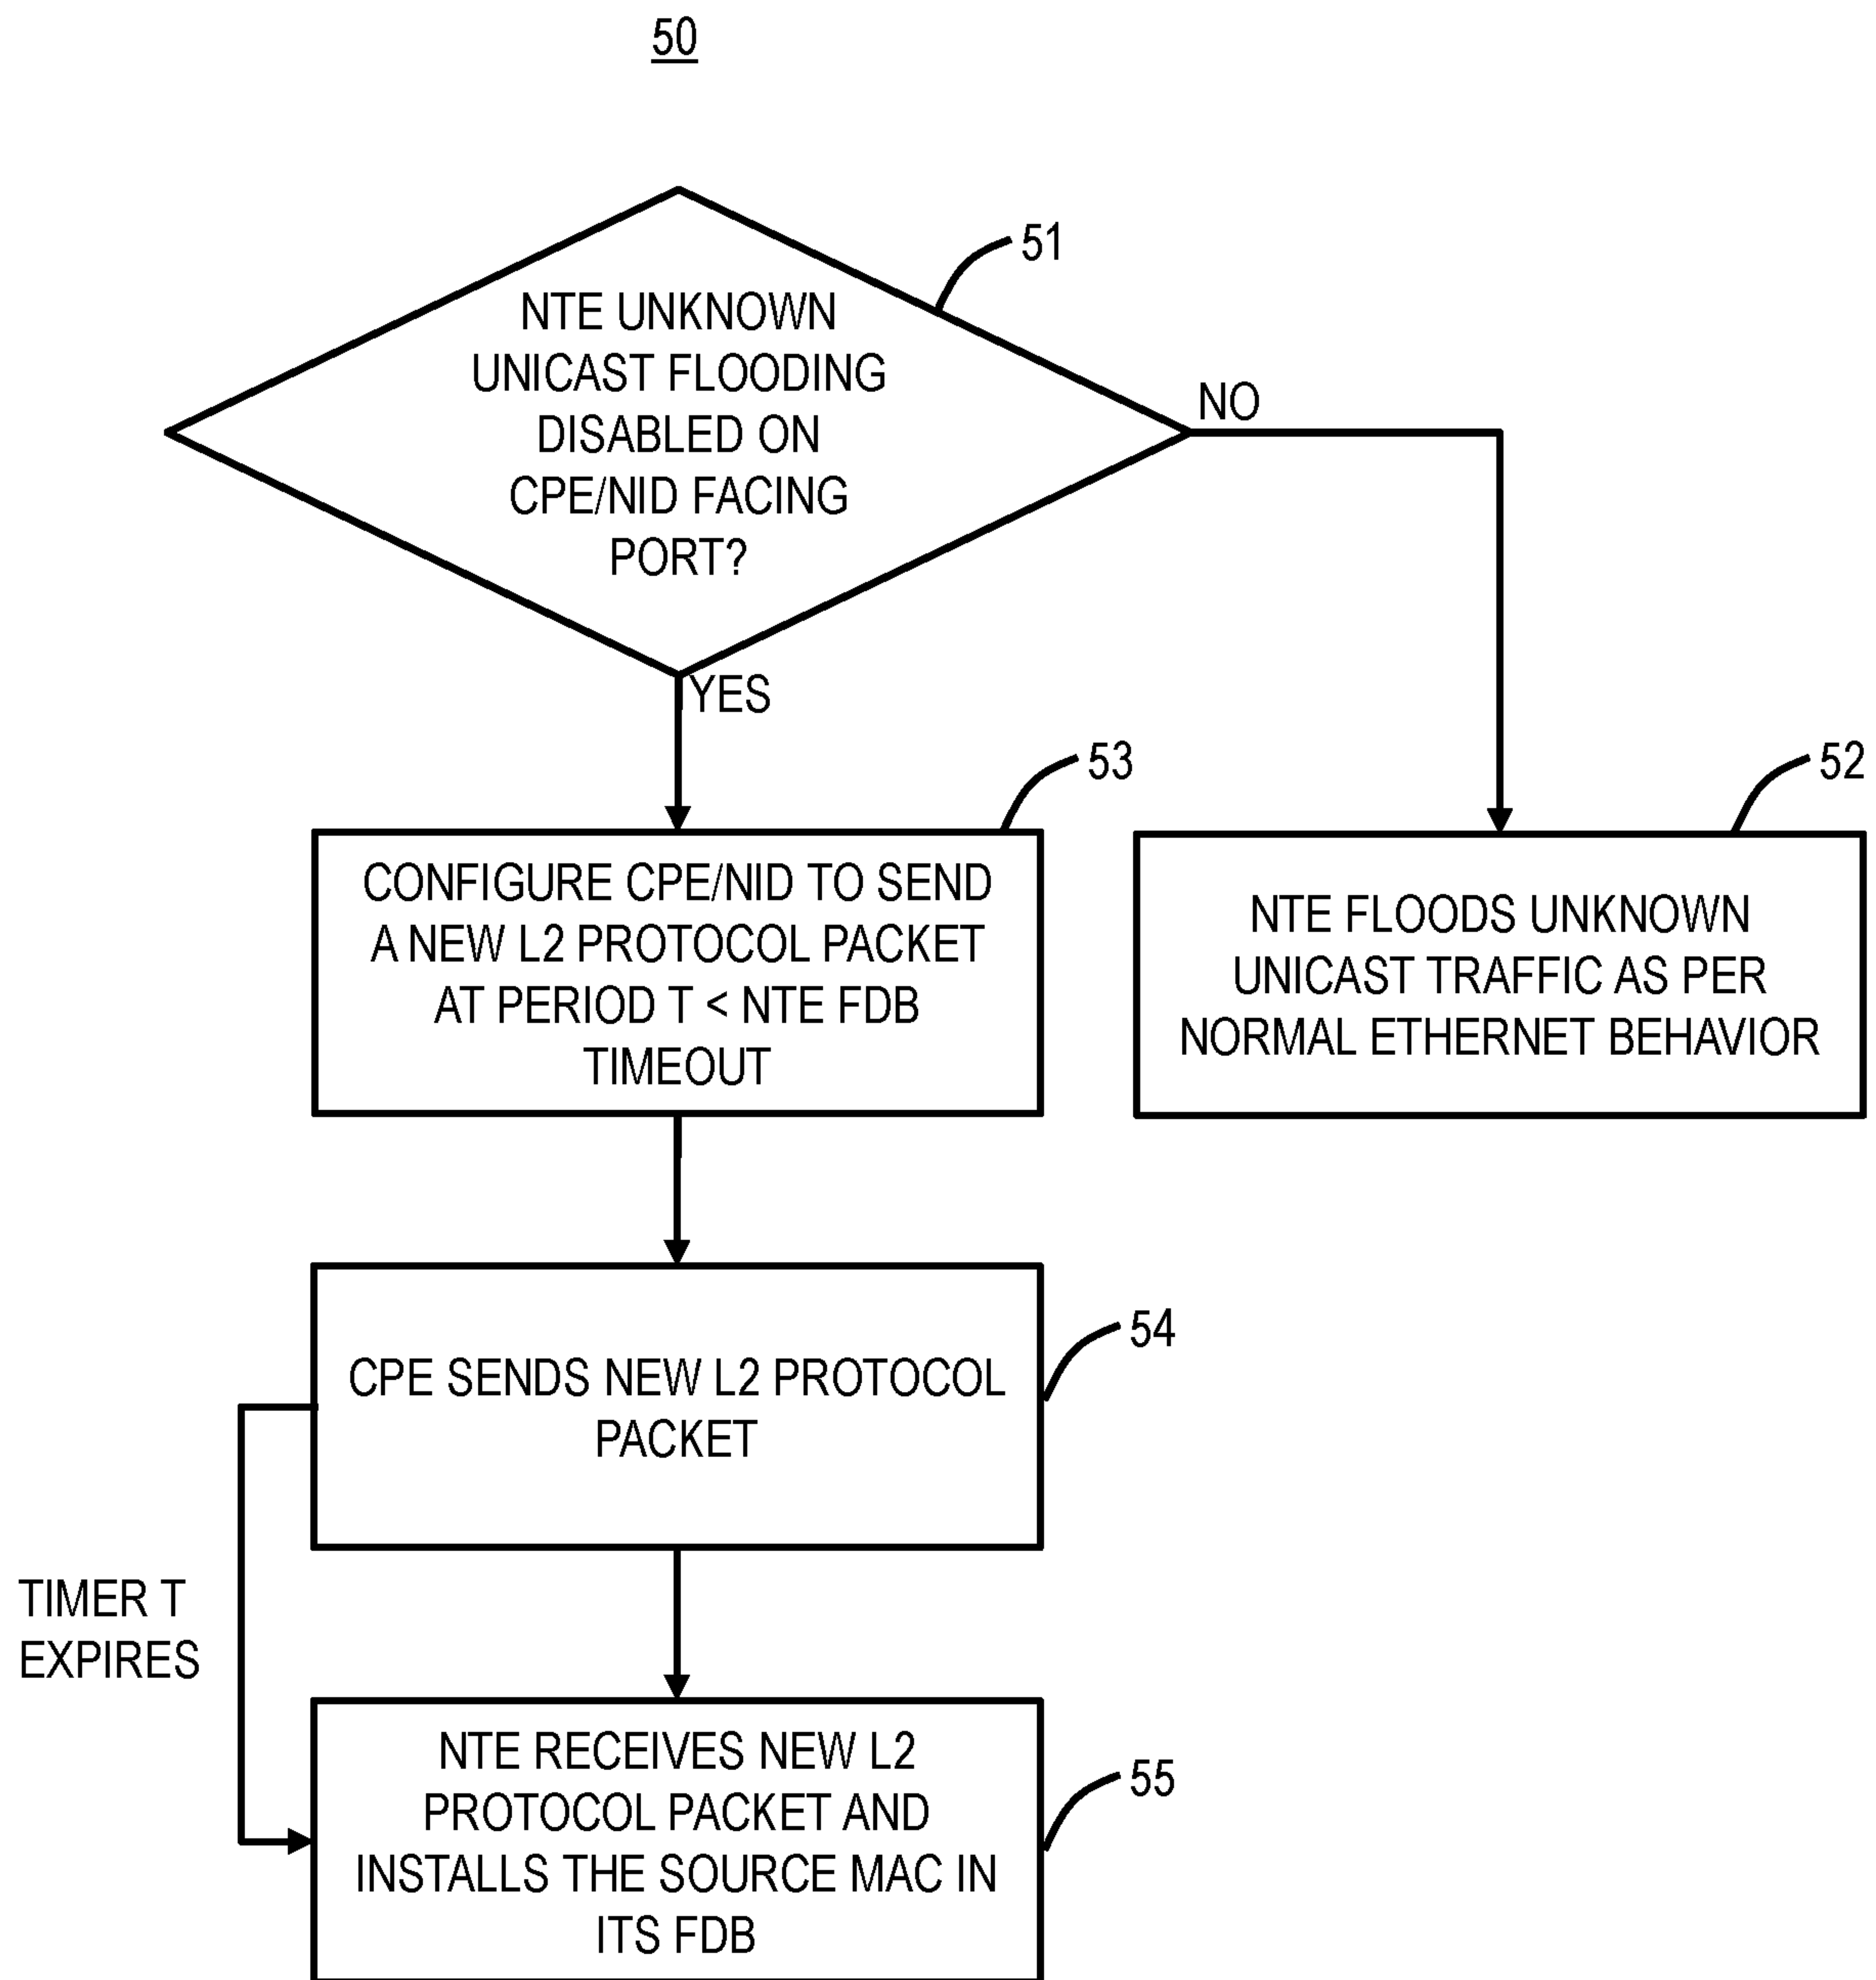 50
51
NTE UNKNOWN
UNICAST FLOODING
DISABLED ON
CPE/NID FACING
PORT?
NO
YES
53
52
CONFIGURE CPE/NID TO SEND
A NEW L2 PROTOCOL PACKET
AT PERIOD T < NTE FDB
TIMEOUT
NTE FLOODS UNKNOWN
UNICAST TRAFFIC AS PER
NORMAL ETHERNET BEHAVIOR
54
CPE SENDS NEW L2 PROTOCOL
PACKET
TIMER T
EXPIRES
55
NTE RECEIVES NEW L2
PROTOCOL PACKET AND
INSTALLS THE SOURCE MAC IN
ITS FDB